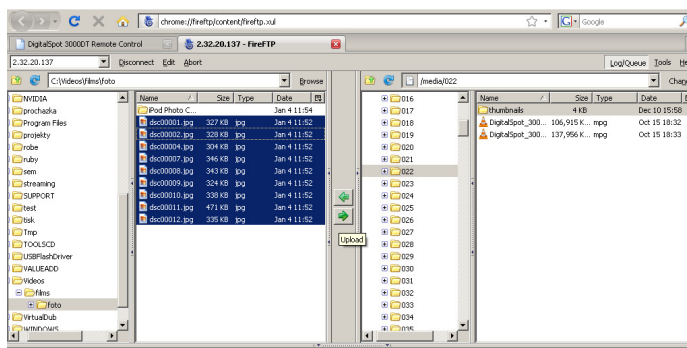 chrome://fireftp/content/fireftp.xul
Google
DigitalSpot 3000DT Remote Control
2.32.20.137 - FireFTP
2.32.20.137
Disconnect Edit Abort
Log/Queue Tools He
C:\Videos\films\foto
Browse
/media/022
Chang
NVIDIA
prochazka
Program Files
projekty
robe
ruby
sem
streaming
SUPPORT
test
tisk
Tmp
TOOLSCD
USBFlashDriver
VALUEADD
Videos
films
foto
VirtualDub
WINDOWS
Name Size Type Date
iPod Photo C... Jan 4 11:54
dsc00001.jpg 327 KB jpg Jan 4 11:52
dsc00002.jpg 328 KB jpg Jan 4 11:52
dsc00004.jpg 304 KB jpg Jan 4 11:52
dsc00007.jpg 346 KB jpg Jan 4 11:52
dsc00008.jpg 343 KB jpg Jan 4 11:52
dsc00009.jpg 324 KB jpg Jan 4 11:52
dsc00010.jpg 338 KB jpg Jan 4 11:52
dsc00011.jpg 471 KB jpg Jan 4 11:52
dsc00012.jpg 335 KB jpg Jan 4 11:52
Upload
016
017
018
019
020
021
022
023
024
025
026
027
028
029
030
031
032
033
034
035
Name Size Type Date
thumbnails 4 KB Dec 10 15:58
DigitalSpot_300... 106,915 K... mpg Oct 15 18:32
DigitalSpot_300... 137,956 K... mpg Oct 15 18:33